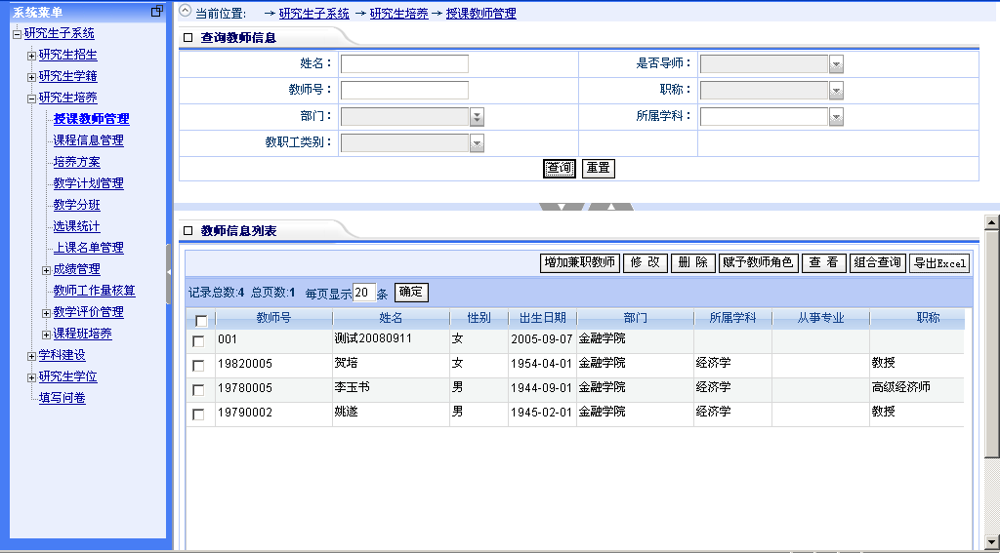 系统菜单
研究生子系统
研究生招生
研究生学籍
研究生培养
授课教师管理
课程信息管理
培养方案
教学计划管理
教学分班
选课统计
上课名单管理
成绩管理
教师工作量核算
教学评价管理
课程班培养
学科建设
研究生学位
填写问卷
当前位置: →研究生子系统 →研究生培养 →授课教师管理
查询教师信息
姓名: 是否导师:
教师号: 职称:
部门: 所属学科:
教职工类别:
查询 重置
教师信息列表
增加兼职教师 修 改 删 除 赋予教师角色 查 看 组合查询 导出Excel
记录总数:4 总页数:1 每页显示20条 确定
教师号 姓名 性别 出生日期 部门 所属学科 从事专业 职称
001 测试20080911 女 2005-09-07 金融学院
19820005 贺培 女 1954-04-01 金融学院 经济学 教授
19780005 李玉书 男 1944-09-01 金融学院 经济学 高级经济师
19790002 姚遂 男 1945-02-01 金融学院 经济学 教授